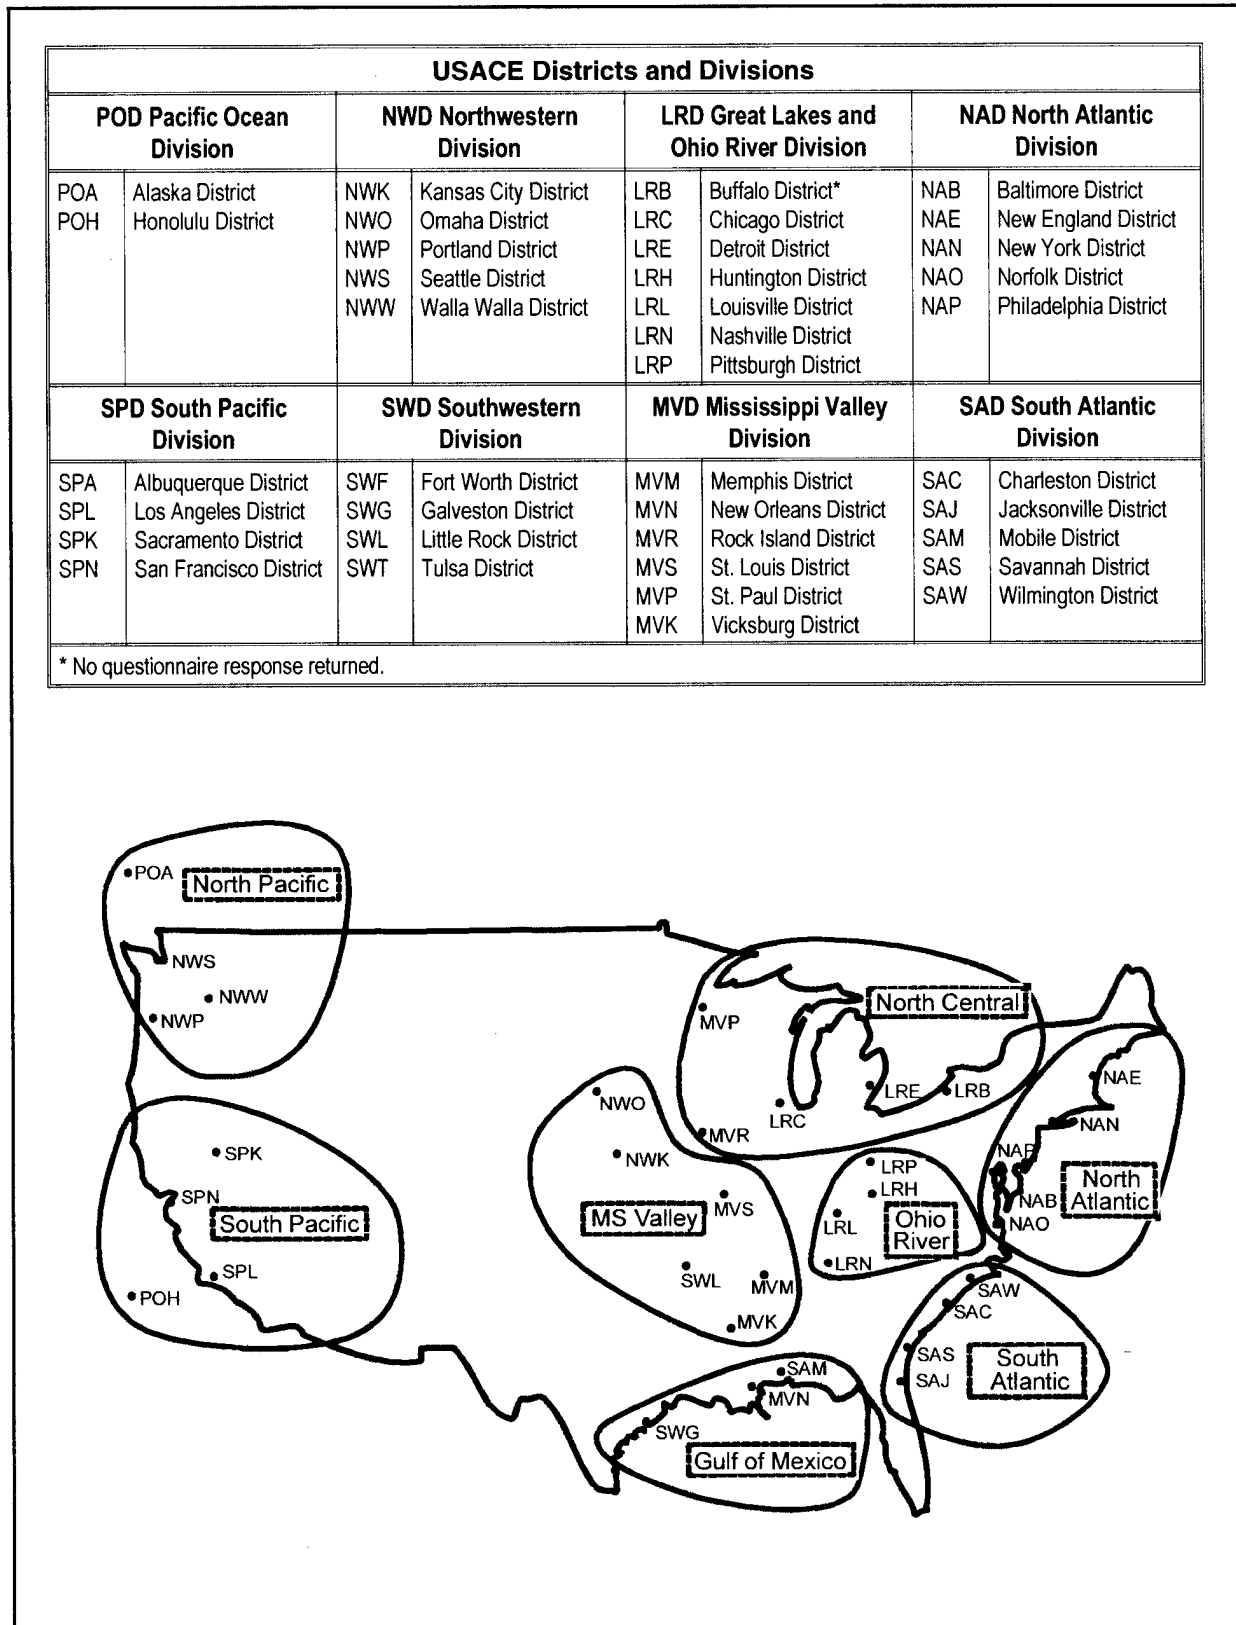 USACE Districts and Divisions
POD Pacific Ocean
Division
NWD Northwestern
Division
LRD Great Lakes and
Ohio River Division
NAD North Atlantic
Division
POA Alaska District
POH Honolulu District
NWK Kansas City District
NWO Omaha District
NWP Portland District
NWS Seattle District
NWW Walla Walla District
LRB Buffalo District*
LRC Chicago District
LRE Detroit District
LRH Huntington District
LRL Louisville District
LRN Nashville District
LRP Pittsburgh District
NAB Baltimore District
NAE New England District
NAN New York District
NAO Norfolk District
NAP Philadelphia District
SPD South Pacific
Division
SWD Southwestern
Division
MVD Mississippi Valley
Division
SAD South Atlantic
Division
SPA Albuquerque District
SPL Los Angeles District
SPK Sacramento District
SPN San Francisco District
SWF Fort Worth District
SWG Galveston District
SWL Little Rock District
SWT Tulsa District
MVM Memphis District
MVN New Orleans District
MVR Rock Island District
MVS St. Louis District
MVP St. Paul District
MVK Vicksburg District
SAC Charleston District
SAJ Jacksonville District
SAM Mobile District
SAS Savannah District
SAW Wilmington District
* No questionnaire response returned.
POA
North Pacific
NWS
NWW
NWP
North Central
MVP
LRE
LRB
LRC
MVR
NAE
NAN
NAP
North
Atlantic
NAB
NAO
NWO
NWK
MVS
MS Valley
SWL
MVM
MVK
LRP
LRH
LRL
Ohio
River
LRN
SPK
SPN
South Pacific
SPL
POH
SAW
SAC
SAS
SAJ
South
Atlantic
SAM
MVN
SWG
Gulf of Mexico